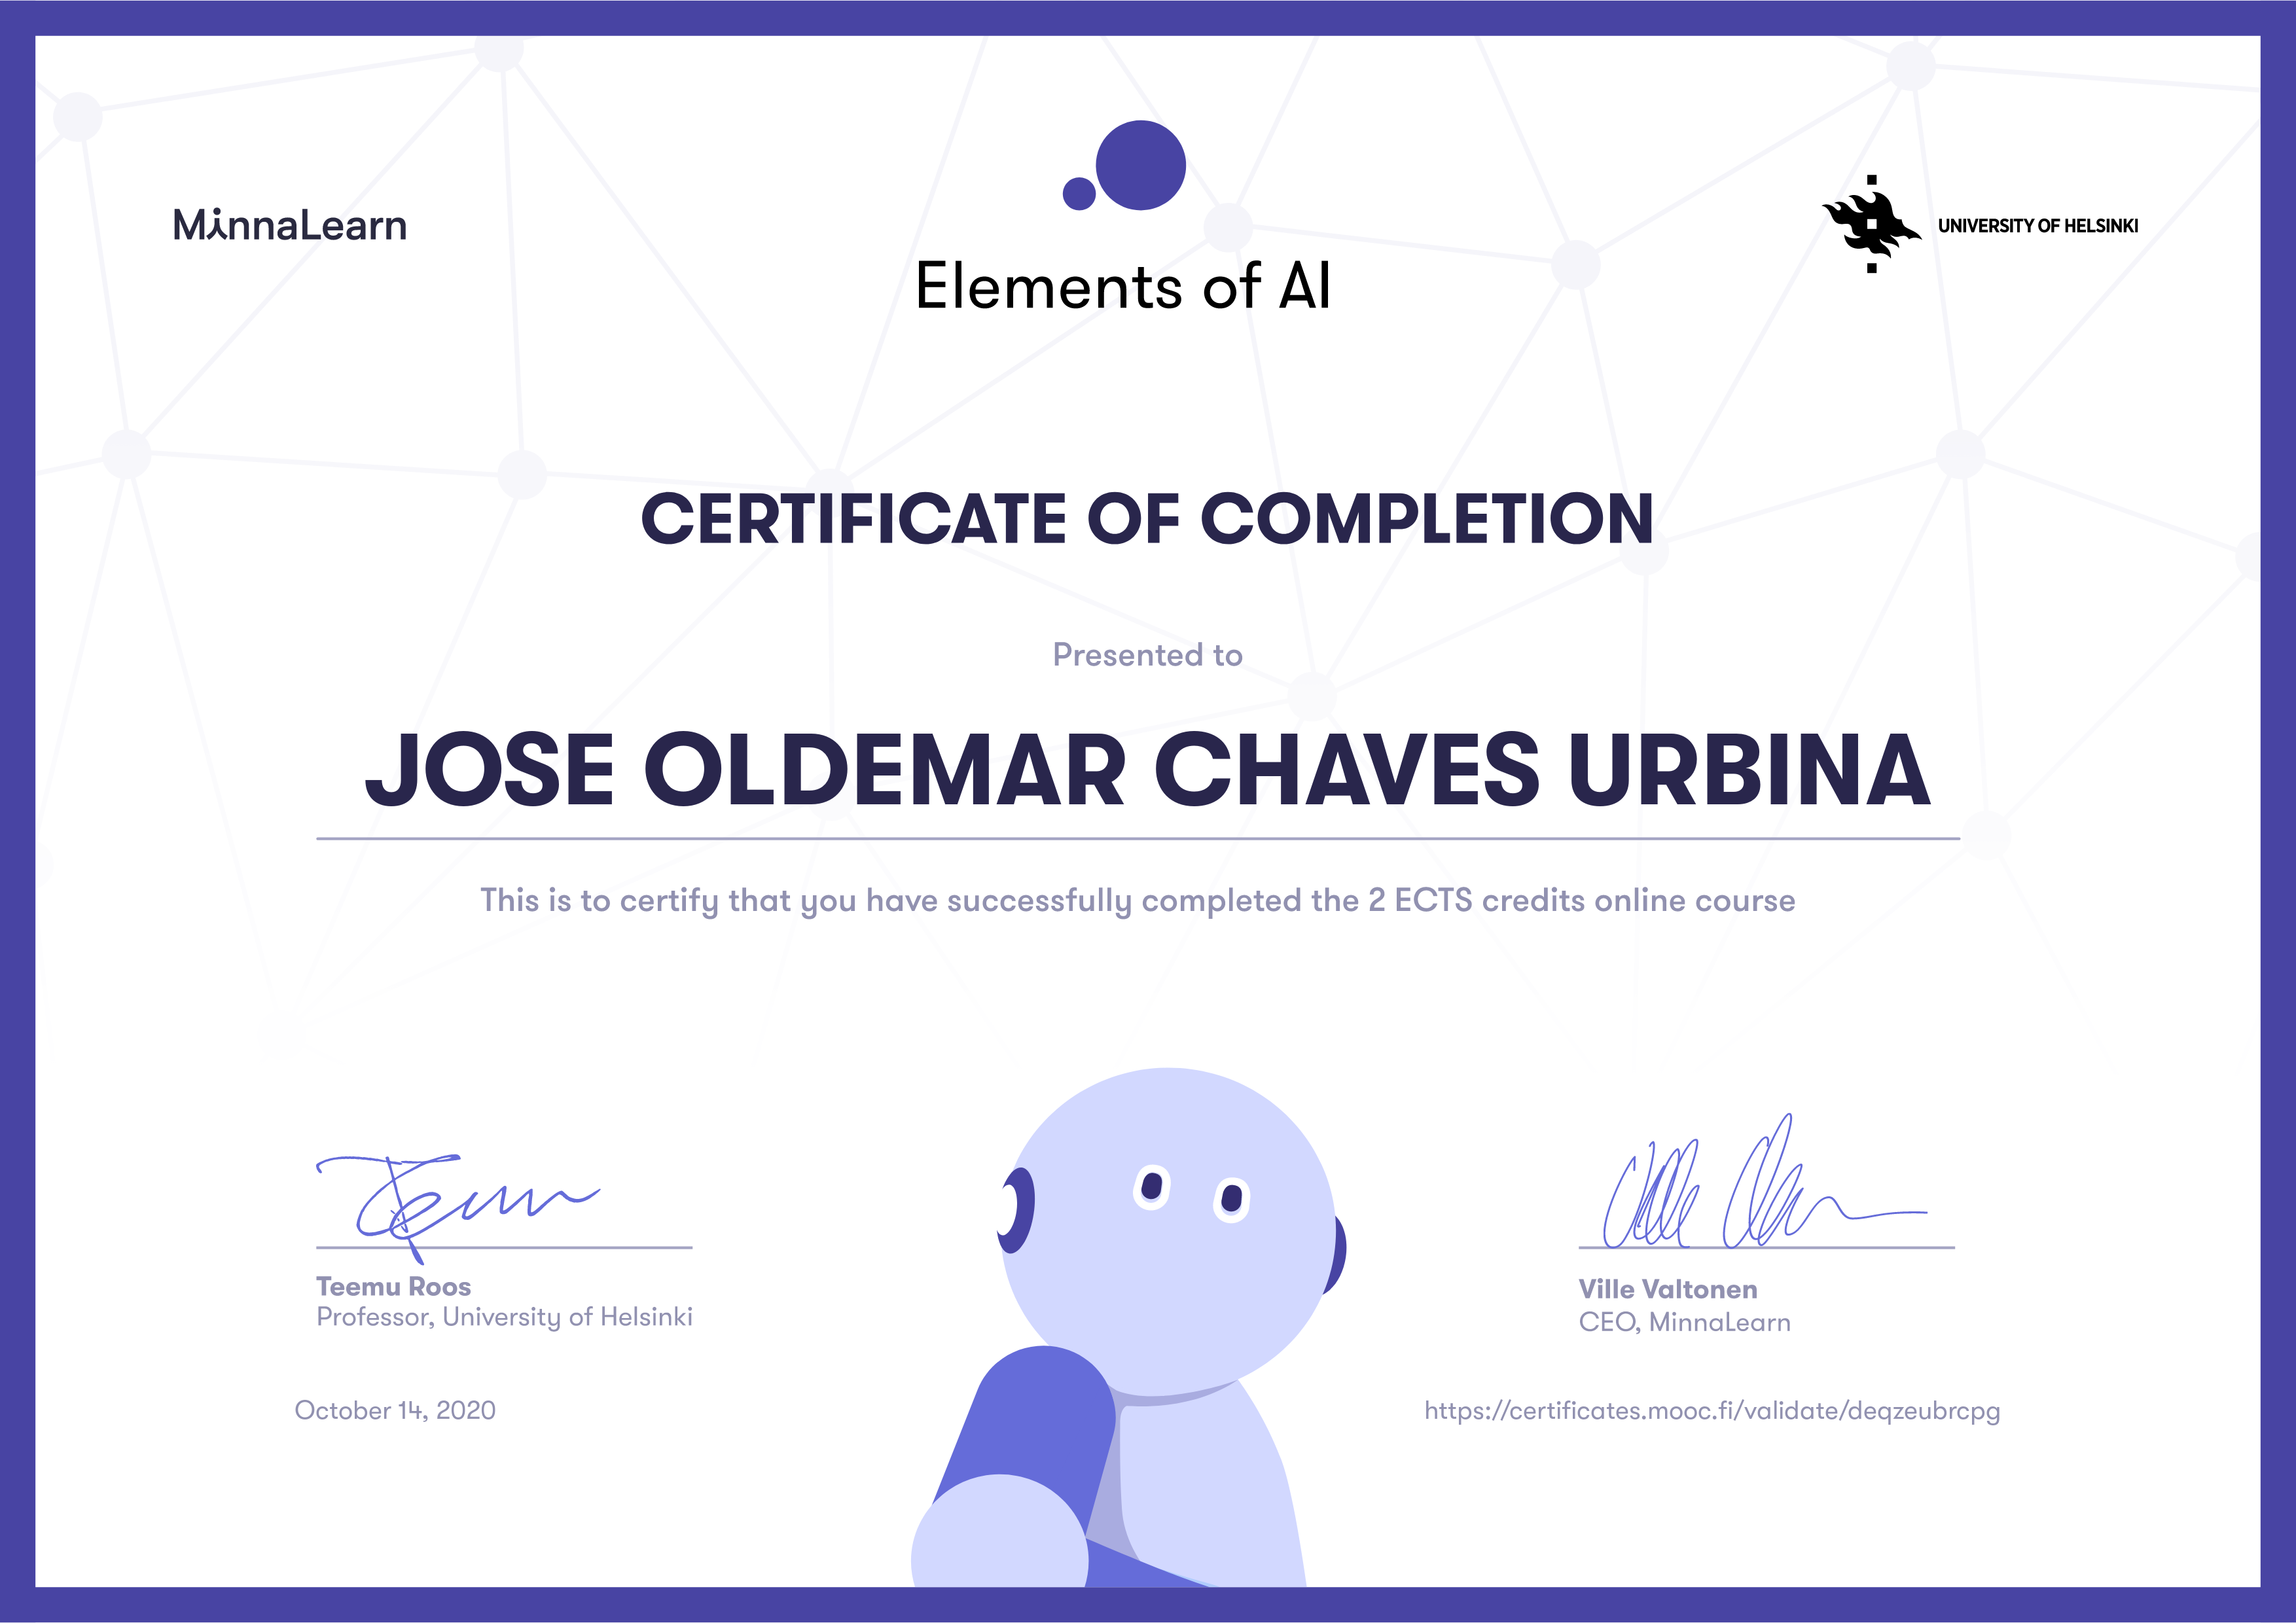 MinnaLearn
Elements of AI
UNIVERSITY OF HELSINKI
CERTIFICATE OF COMPLETION
Presented to
JOSE OLDEMAR CHAVES URBINA
This is to certify that you have successfully completed the 2 ECTS credits online course
Teemu Roos
Professor, University of Helsinki
Ville Valtonen
CEO, MinnaLearn
October 14, 2020
https://certificates.mooc.fi/validate/deqzeubrcpg